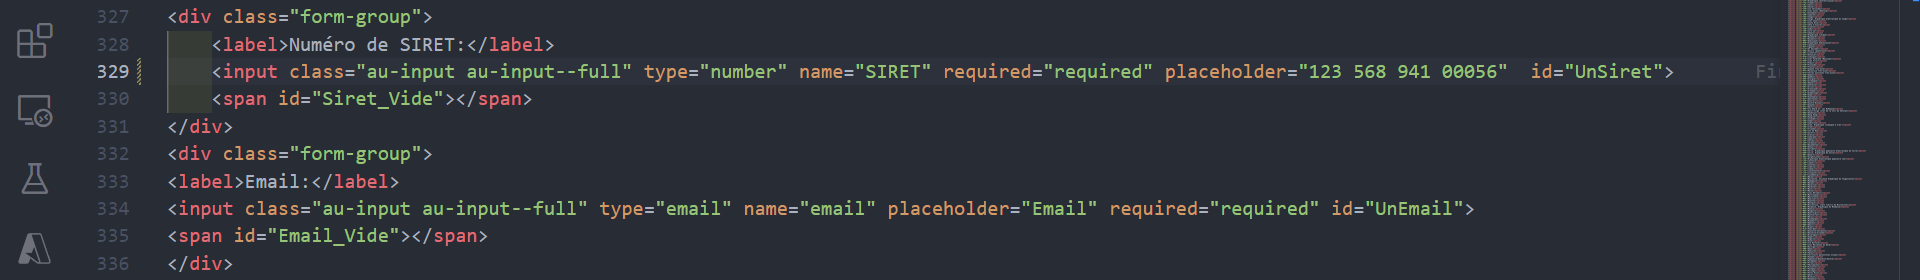 327 <div class="form-group">
328 <label>Numéro de SIRET:</label>
329 <input class="au-input au-input--full" type="number" name="SIRET" required="required" placeholder="123 568 941 00056"  id="UnSiret"> Fi
330 <span id="Siret_Vide"></span>
331 </div>
332 <div class="form-group">
333 <label>Email:</label>
334 <input class="au-input au-input--full" type="email" name="email" placeholder="Email" required="required" id="UnEmail">
335 <span id="Email_Vide"></span>
336 </div>